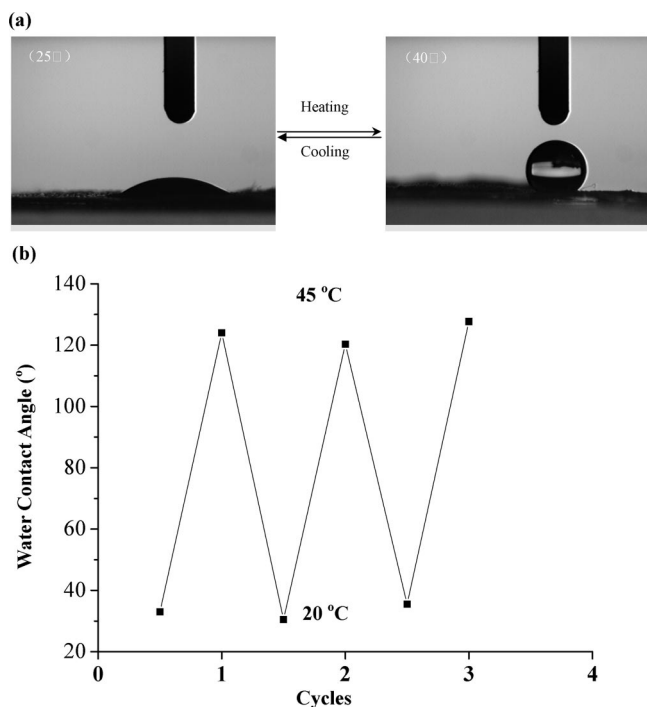 (a)
（25□） （40□）
Heating
Cooling
(b)
140
120
100
80
60
40
20
Water Contact Angle (°)
45 °C
20 °C
0 1 2 3 4
Cycles